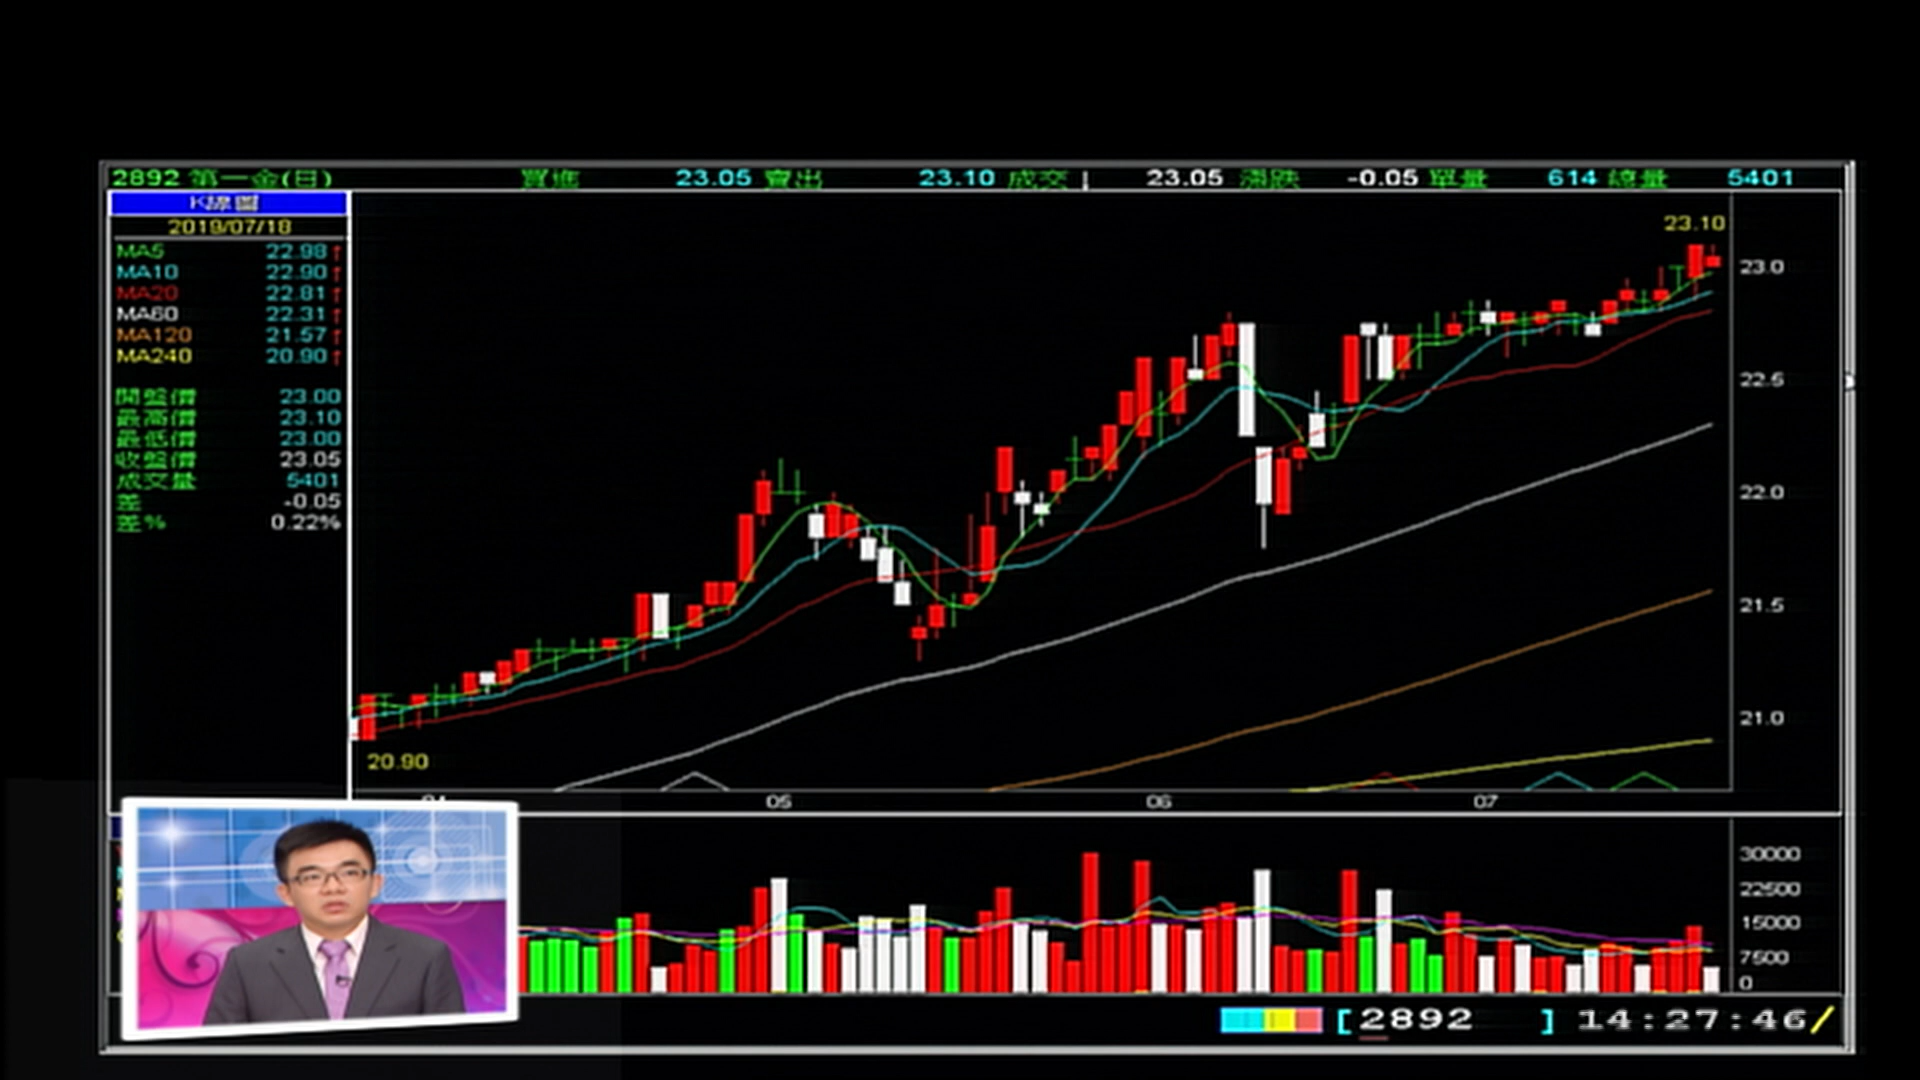 2892 第一金(日) 買進 23.05 賣出 23.10 成交 23.05 漲跌 -0.05 單量 614 總量 5401
K線圖
2019/07/18
MA5 22.98↑
MA10 22.90↑
MA20 22.81↑
MA60 22.31↑
MA120 21.57↑
MA240 20.90↑
開盤價 23.00
最高價 23.10
最低價 23.00
收盤價 23.05
成交量 5401
差 -0.05
差% 0.22%
23.10
23.0
22.5
22.0
21.5
21.0
20.90
05 06 07
30000
22500
15000
7500
0
[2892 ] 14:27:46/